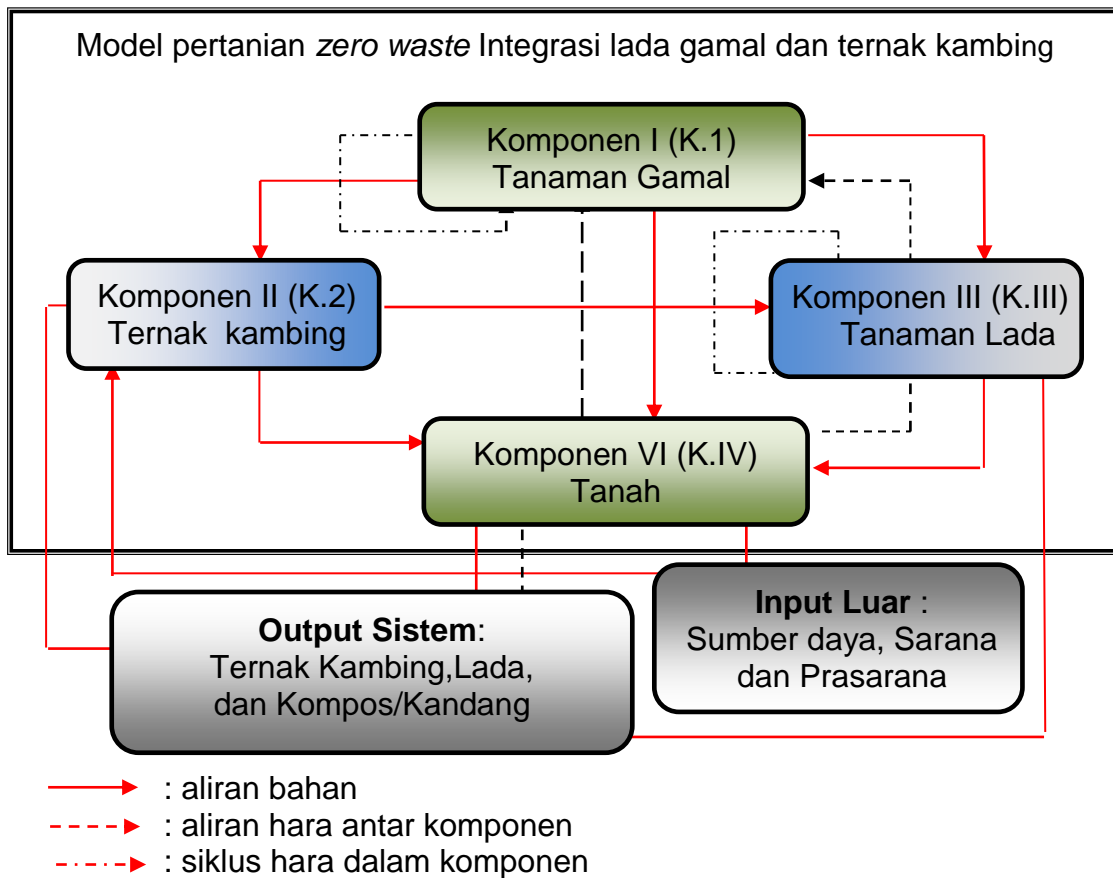 Model pertanian zero waste Integrasi lada gamal dan ternak kambing
Komponen I (K.1)
Tanaman Gamal
Komponen II (K.2)
Ternak kambing
Komponen III (K.III)
Tanaman Lada
Komponen VI (K.IV)
Tanah
Output Sistem:
Ternak Kambing,Lada,
dan Kompos/Kandang
Input Luar :
Sumber daya, Sarana
dan Prasarana
: aliran bahan
: aliran hara antar komponen
: siklus hara dalam komponen